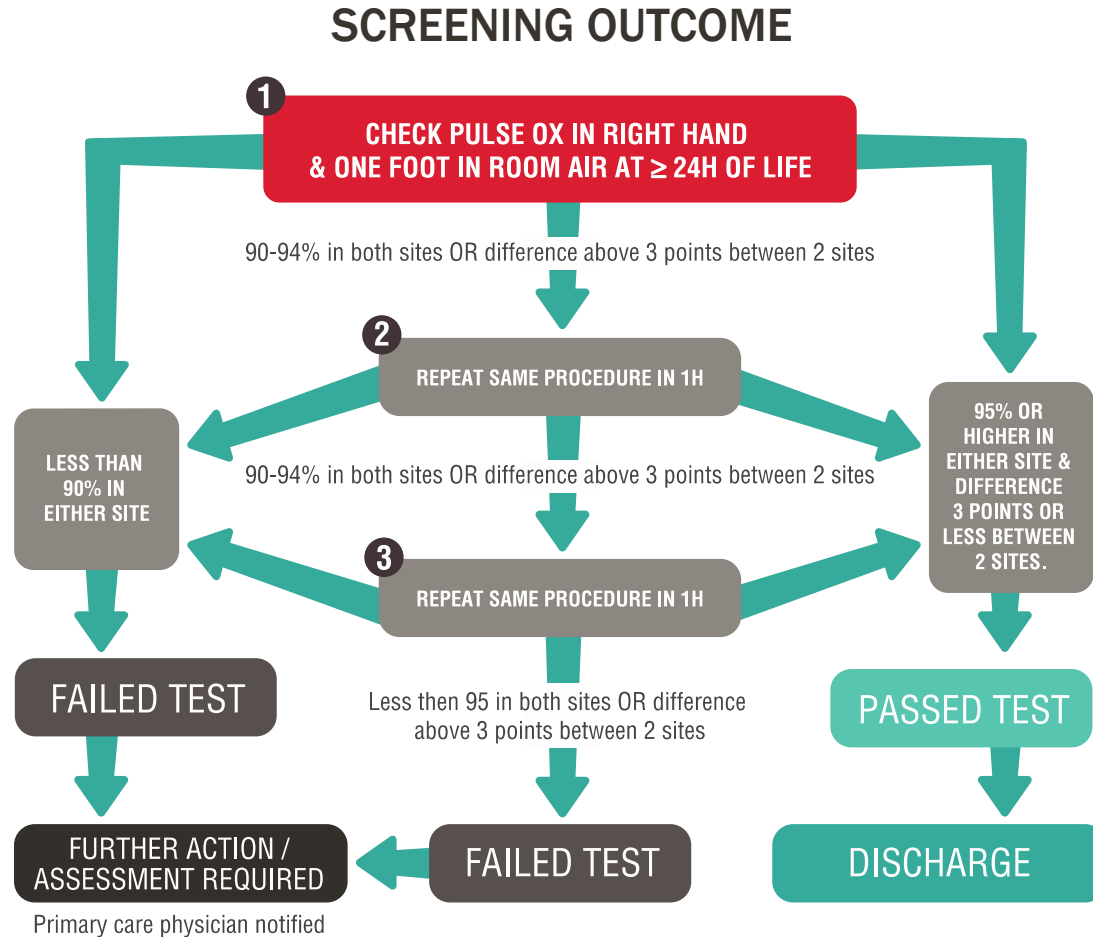 SCREENING OUTCOME
1
CHECK PULSE OX IN RIGHT HAND
& ONE FOOT IN ROOM AIR AT ≥ 24H OF LIFE
90-94% in both sites OR difference above 3 points between 2 sites
2
REPEAT SAME PROCEDURE IN 1H
LESS THAN
90% IN
EITHER SITE
95% OR
HIGHER IN
EITHER SITE &
DIFFERENCE
3 POINTS OR
LESS BETWEEN
2 SITES.
90-94% in both sites OR difference above 3 points between 2 sites
3
REPEAT SAME PROCEDURE IN 1H
FAILED TEST
Less then 95 in both sites OR difference
above 3 points between 2 sites
PASSED TEST
FURTHER ACTION /
ASSESSMENT REQUIRED
Primary care physician notified
FAILED TEST
DISCHARGE